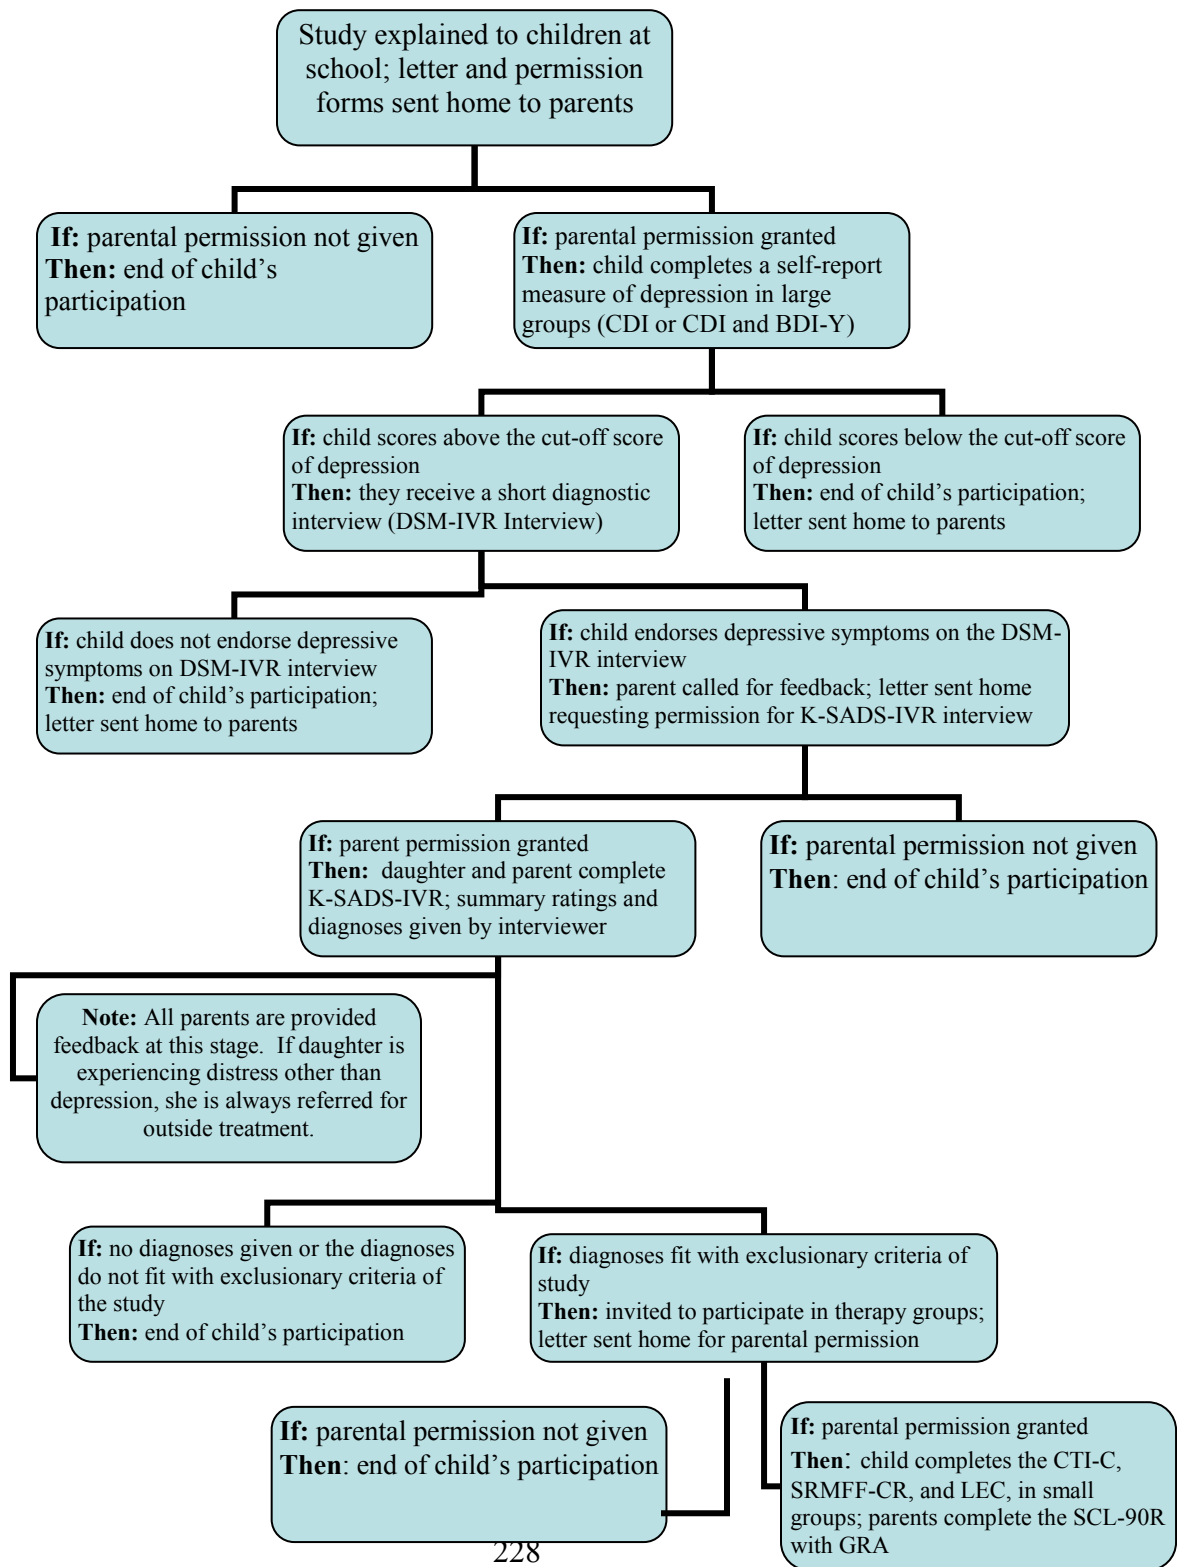 Study explained to children at
school; letter and permission
forms sent home to parents
If: parental permission not given
Then: end of child's
participation
If: parental permission granted
Then: child completes a self-report
measure of depression in large
groups (CDI or CDI and BDI-Y)
If: child scores above the cut-off score
of depression
Then: they receive a short diagnostic
interview (DSM-IVR Interview)
If: child scores below the cut-off score
of depression
Then: end of child's participation;
letter sent home to parents
If: child does not endorse depressive
symptoms on DSM-IVR interview
Then: end of child's participation;
letter sent home to parents
If: child endorses depressive symptoms on the DSM-
IVR interview
Then: parent called for feedback; letter sent home
requesting permission for K-SADS-IVR interview
If: parent permission granted
Then: daughter and parent complete
K-SADS-IVR; summary ratings and
diagnoses given by interviewer
If: parental permission not given
Then: end of child's participation
Note: All parents are provided
feedback at this stage. If daughter is
experiencing distress other than
depression, she is always referred for
outside treatment.
If: no diagnoses given or the diagnoses
do not fit with exclusionary criteria of
the study
Then: end of child's participation
If: diagnoses fit with exclusionary criteria of
study
Then: invited to participate in therapy groups;
letter sent home for parental permission
If: parental permission not given
Then: end of child's participation
If: parental permission granted
Then: child completes the CTI-C,
SRMFF-CR, and LEC, in small
groups; parents complete the SCL-90R
with GRA
228